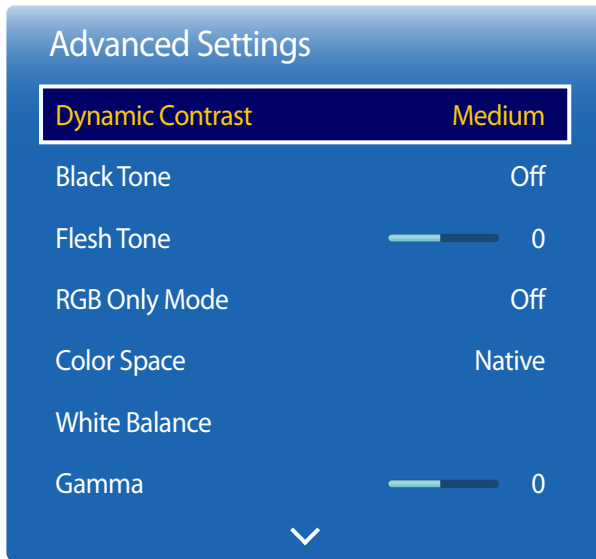 Advanced Settings
Dynamic Contrast Medium
Black Tone Off
Flesh Tone 0
RGB Only Mode Off
Color Space Native
White Balance
Gamma 0